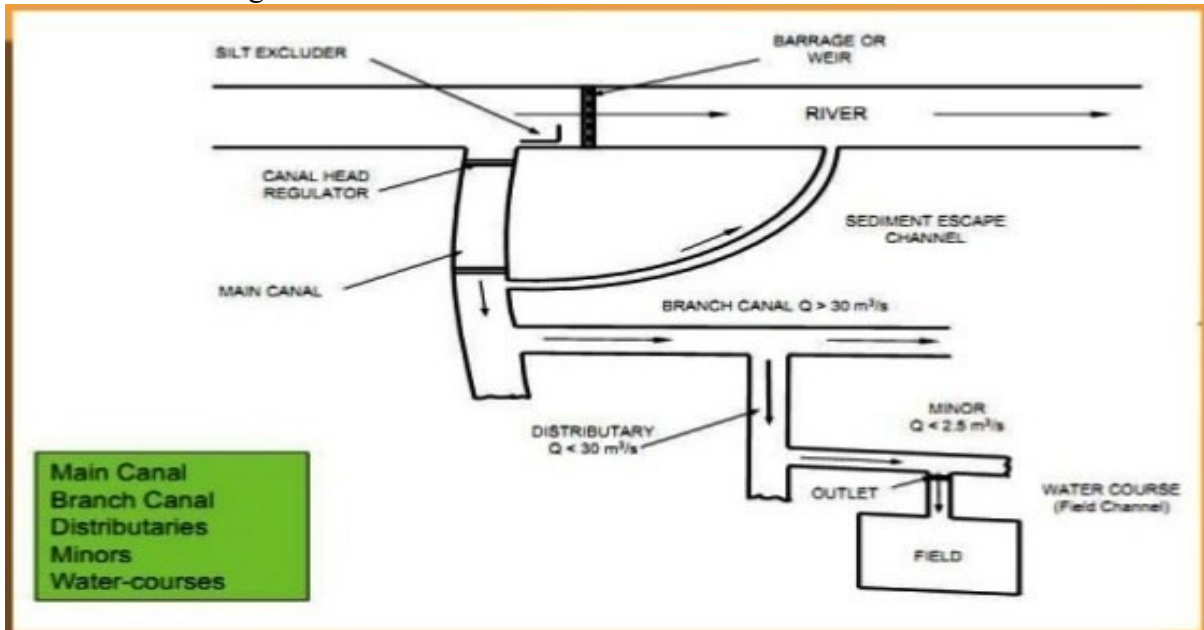 SILT EXCLUDER
BARRAGE OR
WEIR
RIVER
CANAL HEAD
REGULATOR
SEDIMENT ESCAPE
CHANNEL
MAIN CANAL
BRANCH CANAL Q > 30 m³/s
DISTRIBUTARY
Q < 30 m³/s
MINOR
Q < 2.5 m³/s
OUTLET
WATER COURSE
(Field Channel)
FIELD
Main Canal
Branch Canal
Distributaries
Minors
Water-courses